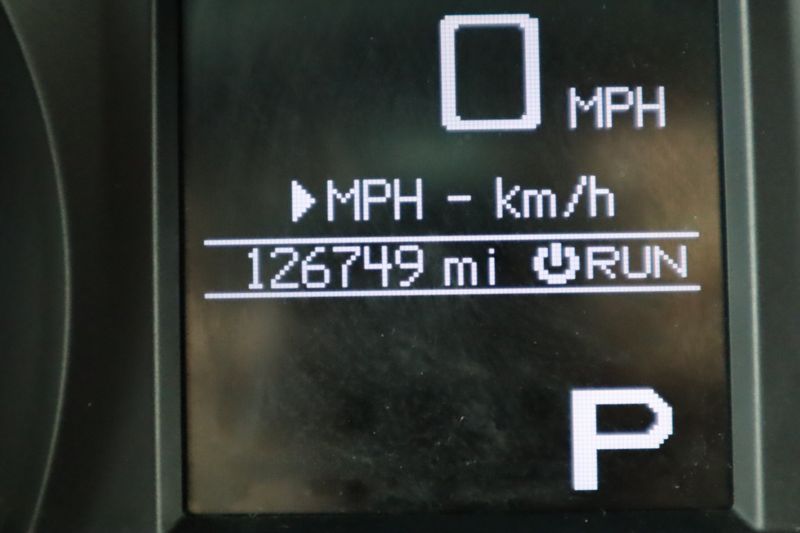 0 MPH
▶MPH - km/h
126749 mi ⏻RUN
P